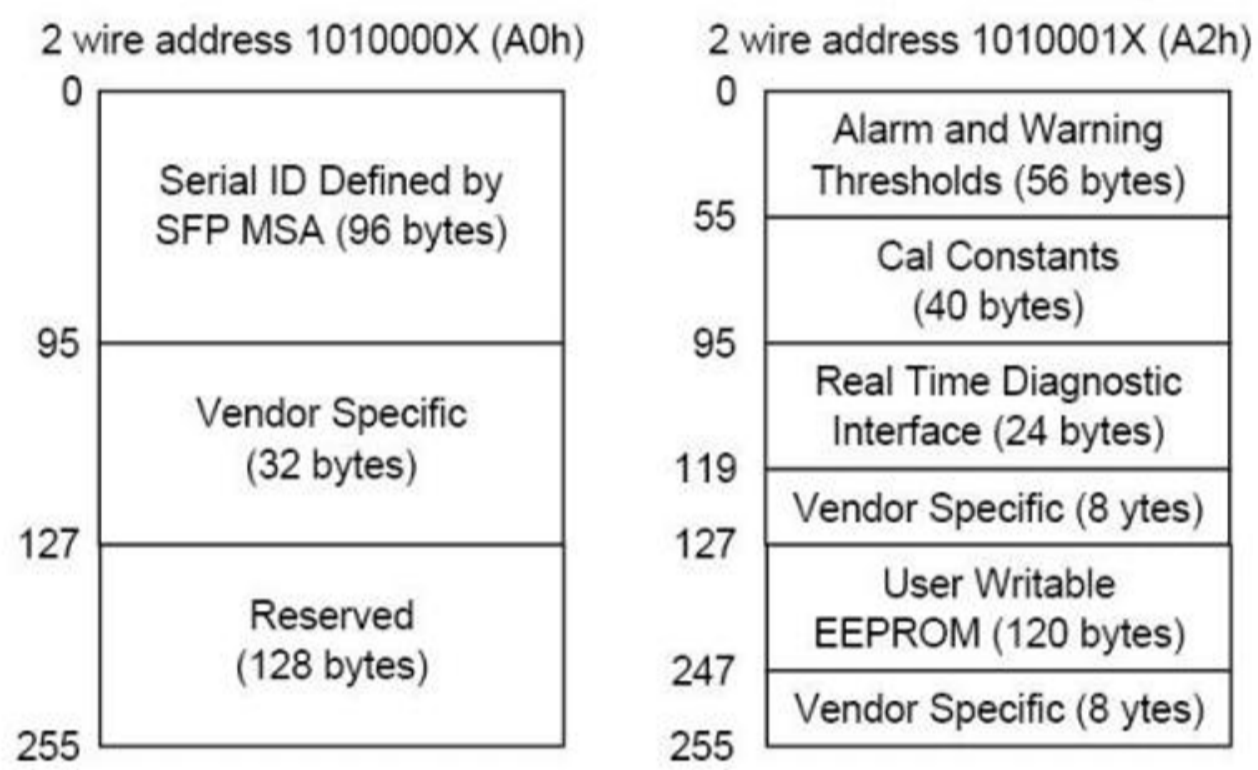 2 wire address 1010000X (A0h)
0
Serial ID Defined by
SFP MSA (96 bytes)
95
Vendor Specific
(32 bytes)
127
Reserved
(128 bytes)
255
2 wire address 1010001X (A2h)
0
Alarm and Warning
Thresholds (56 bytes)
55
Cal Constants
(40 bytes)
95
Real Time Diagnostic
Interface (24 bytes)
119
Vendor Specific (8 ytes)
127
User Writable
EEPROM (120 bytes)
247
Vendor Specific (8 ytes)
255